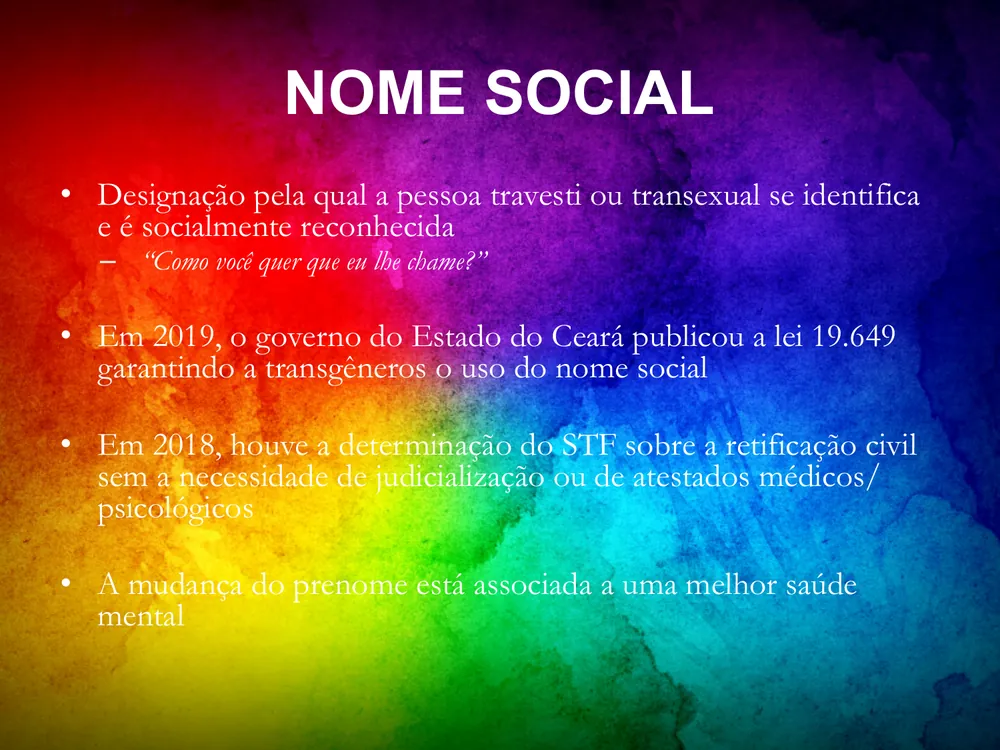 NOME SOCIAL
• Designação pela qual a pessoa travesti ou transexual se identifica
e é socialmente reconhecida
– “Como você quer que eu lhe chame?”
• Em 2019, o governo do Estado do Ceará publicou a lei 19.649
garantindo a transgêneros o uso do nome social
• Em 2018, houve a determinação do STF sobre a retificação civil
sem a necessidade de judicialização ou de atestados médicos/
psicológicos
• A mudança do prenome está associada a uma melhor saúde
mental